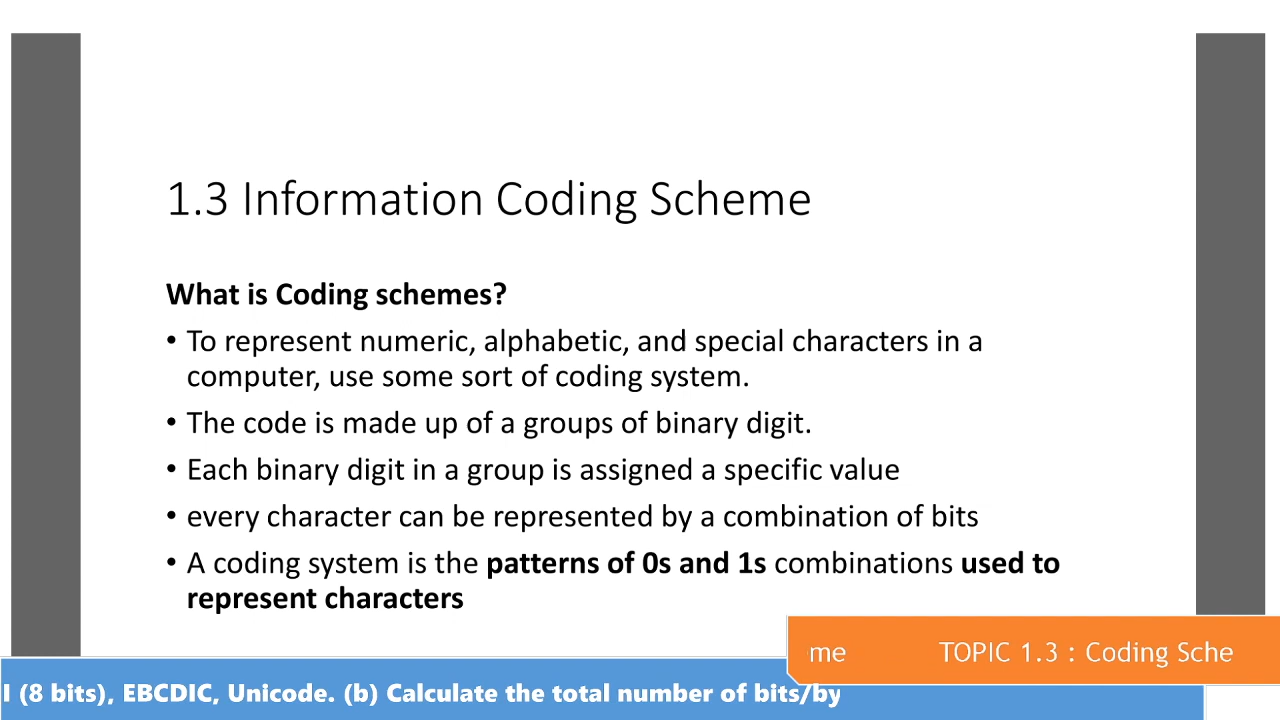 1.3 Information Coding Scheme
What is Coding schemes?
• To represent numeric, alphabetic, and special characters in a
computer, use some sort of coding system.
• The code is made up of a groups of binary digit.
• Each binary digit in a group is assigned a specific value
• every character can be represented by a combination of bits
• A coding system is the patterns of 0s and 1s combinations used to
represent characters
me TOPIC 1.3 : Coding Sche
I (8 bits), EBCDIC, Unicode. (b) Calculate the total number of bits/by